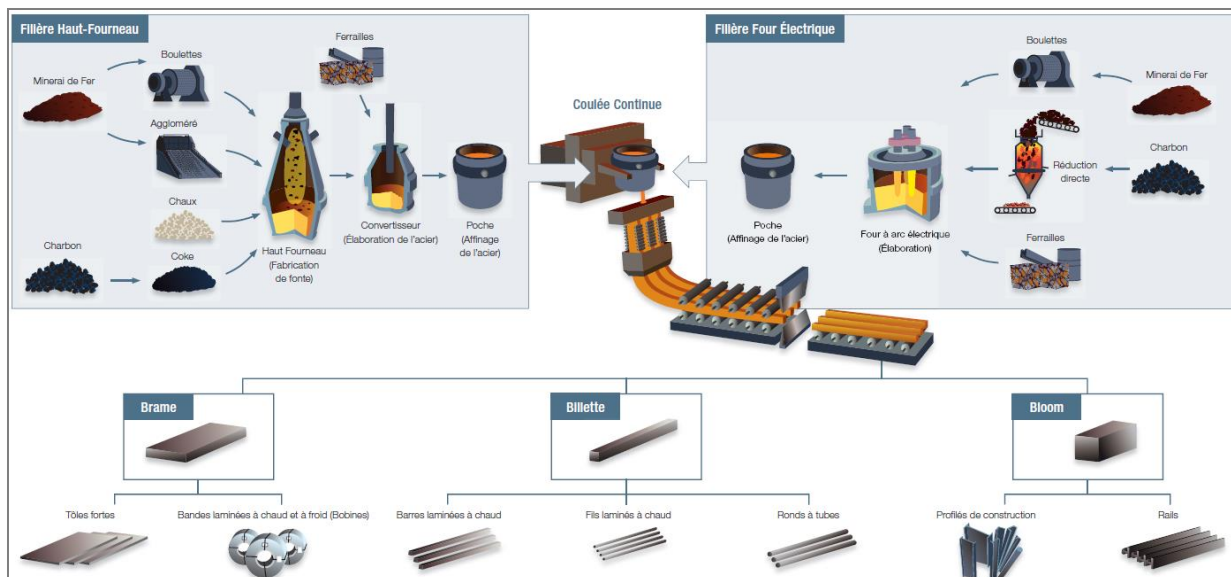 Filière Haut-Fourneau
Ferrailles
Boulettes
Minerai de Fer
Aggloméré
Chaux
Charbon
Coke
Haut Fourneau
(Fabrication
de fonte)
Convertisseur
(Élaboration de l'acier)
Poche
(Affinage
de l'acier)
Coulée Continue
Filière Four Électrique
Boulettes
Minerai de Fer
Charbon
Réduction
directe
Poche
(Affinage de l'acier)
Four à arc électrique
(Élaboration)
Ferrailles
Brame
Billette
Bloom
Tôles fortes
Bandes laminées à chaud et à froid (Bobines)
Barres laminées à chaud
Fils laminés à chaud
Ronds à tubes
Profilés de construction
Rails